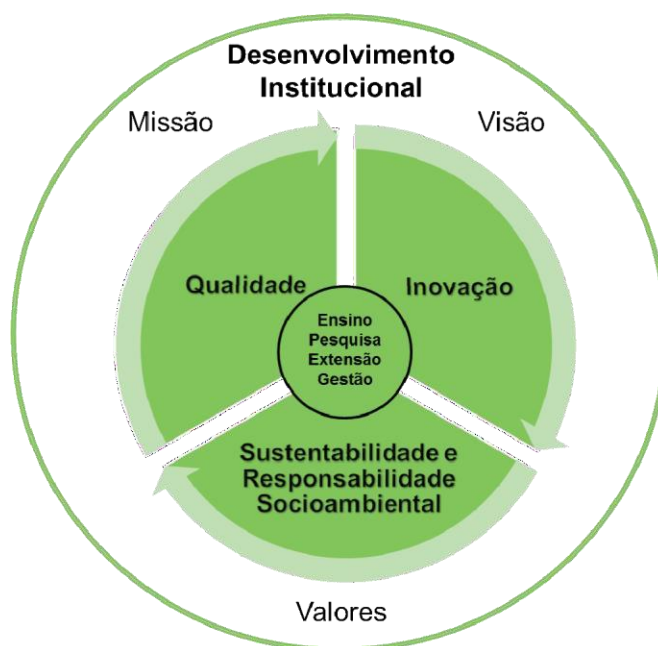 Desenvolvimento
Institucional
Missão
Visão
Qualidade
Inovação
Ensino
Pesquisa
Extensão
Gestão
Sustentabilidade e
Responsabilidade
Socioambiental
Valores